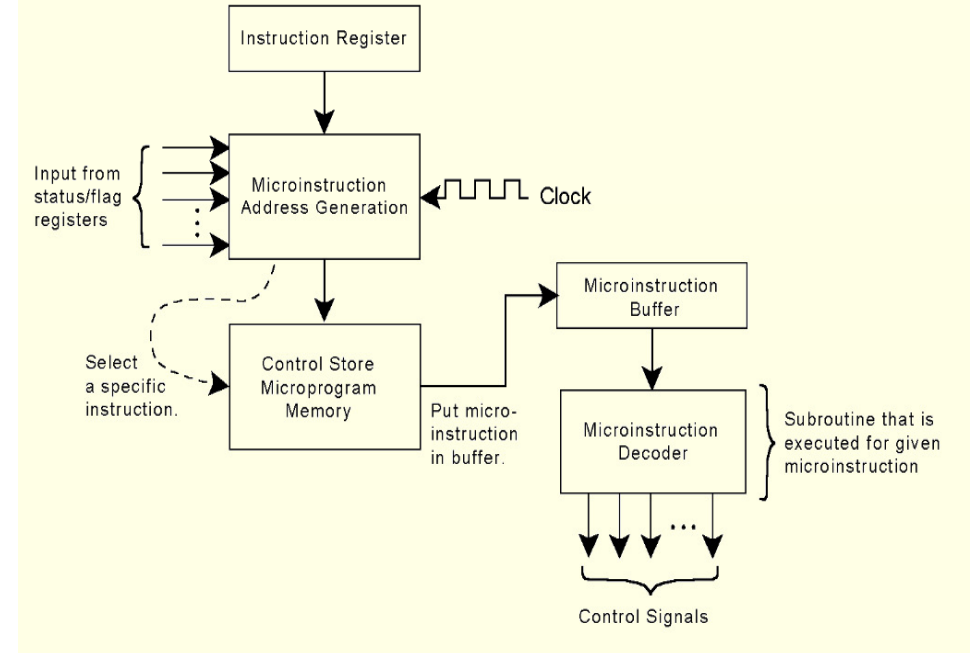 Instruction Register
Input from
status/flag
registers
Microinstruction
Address Generation
Clock
Microinstruction
Buffer
Select
a specific
instruction.
Control Store
Microprogram
Memory
Put micro-
instruction
in buffer.
Microinstruction
Decoder
Subroutine that is
executed for given
microinstruction
Control Signals